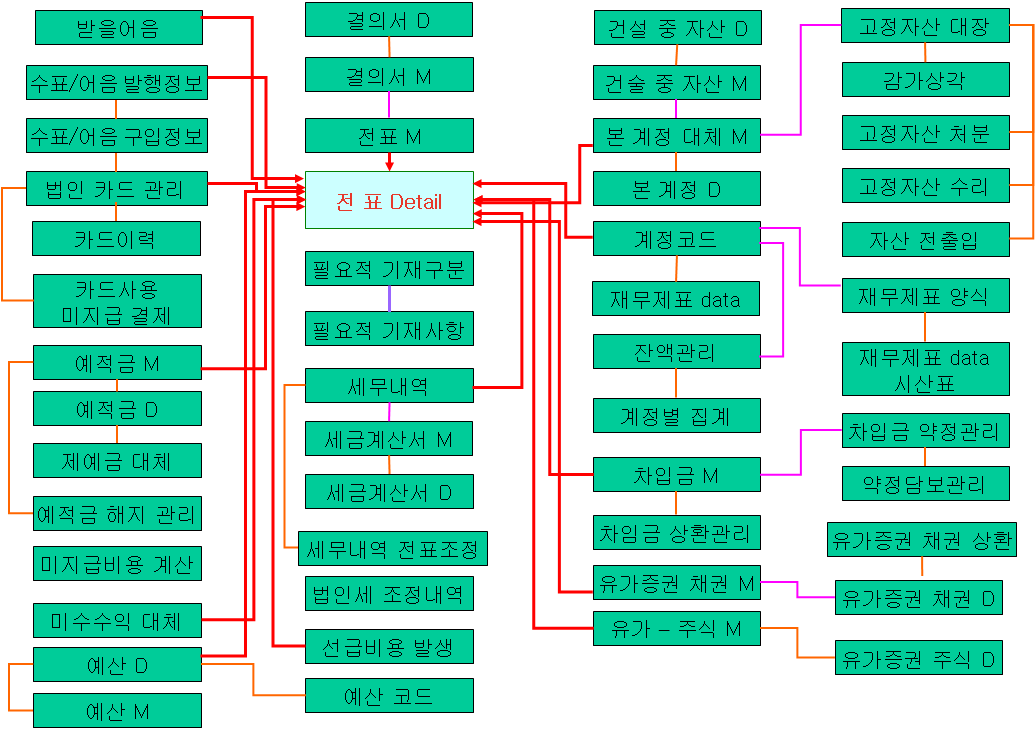 받을어음
수표/어음 발행정보
수표/어음 구입정보
법인 카드 관리
카드이력
카드사용
미지급 결제
예적금 M
예적금 D
제예금 대체
예적금 해지 관리
미지급비용 계산
미수수익 대체
예산 D
예산 M
결의서 D
결의서 M
전표 M
전 표 Detail
필요적 기재구분
필요적 기재사항
세무내역
세금계산서 M
세금계산서 D
세무내역 전표조정
법인세 조정내역
선급비용 발생
예산 코드
건설 중 자산 D
건술 중 자산 M
본 계정 대체 M
본 계정 D
계정코드
재무제표 data
잔액관리
계정별 집계
차입금 M
차임금 상환관리
유가증권 채권 M
유가 – 주식 M
고정자산 대장
감가상각
고정자산 처분
고정자산 수리
자산 전출입
재무제표 양식
재무제표 data
시산표
차입금 약정관리
약정담보관리
유가증권 채권 상환
유가증권 채권 D
유가증권 주식 D